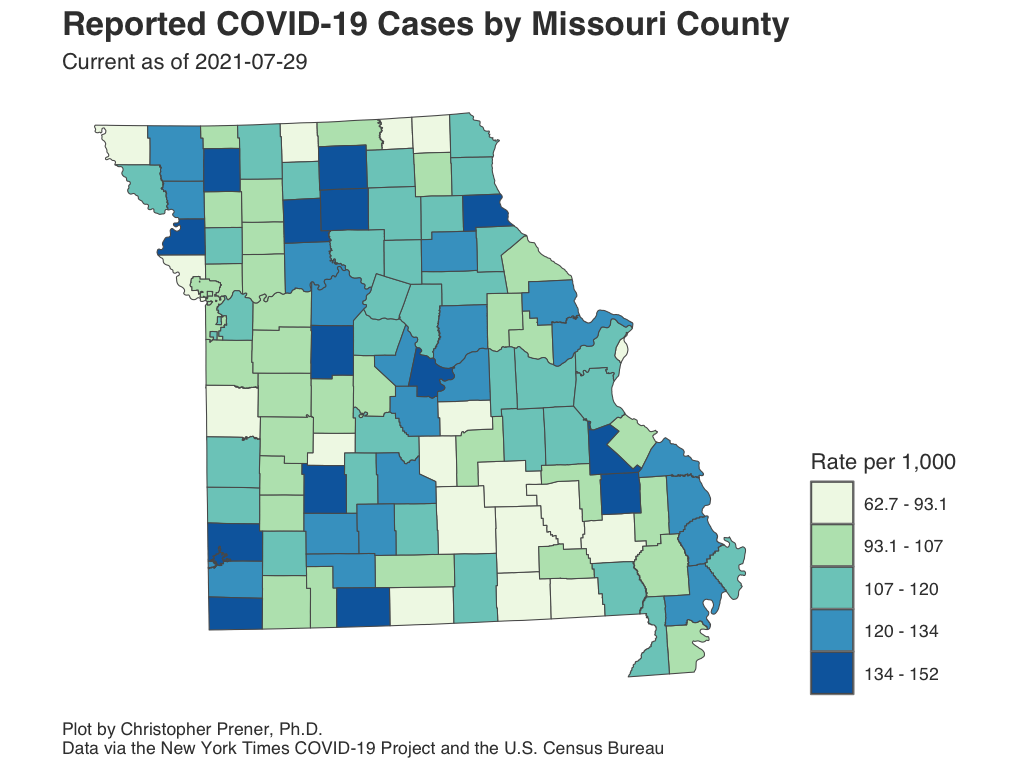 Reported COVID-19 Cases by Missouri County
Current as of 2021-07-29
Rate per 1,000
62.7 - 93.1
93.1 - 107
107 - 120
120 - 134
134 - 152
Plot by Christopher Prener, Ph.D.
Data via the New York Times COVID-19 Project and the U.S. Census Bureau